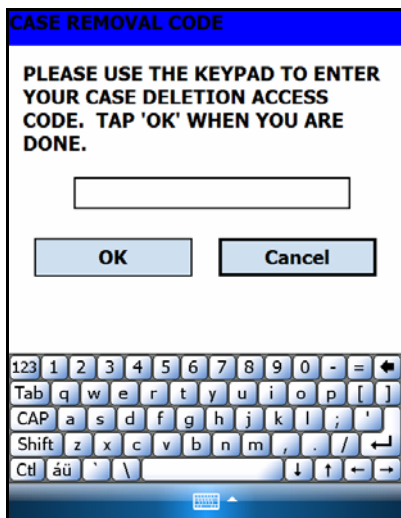 CASE REMOVAL CODE
PLEASE USE THE KEYPAD TO ENTER
YOUR CASE DELETION ACCESS
CODE. TAP 'OK' WHEN YOU ARE
DONE.
OK Cancel
123 1 2 3 4 5 6 7 8 9 0 - =
Tab q w e r t y u i o p [ ]
CAP a s d f g h j k l ; '
Shift z x c v b n m , . /
Ctl áü ` \